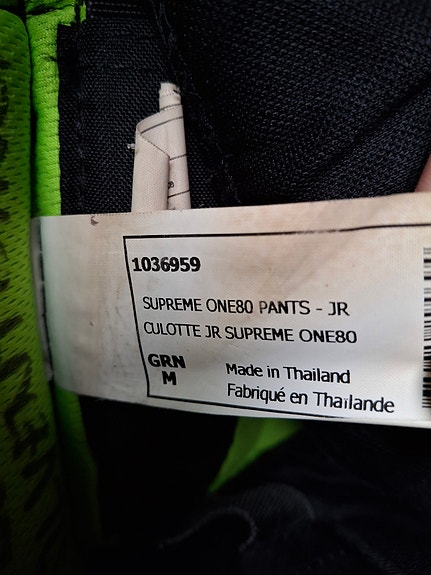 1036959
SUPREME ONE80 PANTS - JR
CULOTTE JR SUPREME ONE80
GRN
M
Made in Thailand
Fabriqué en Thaïlande